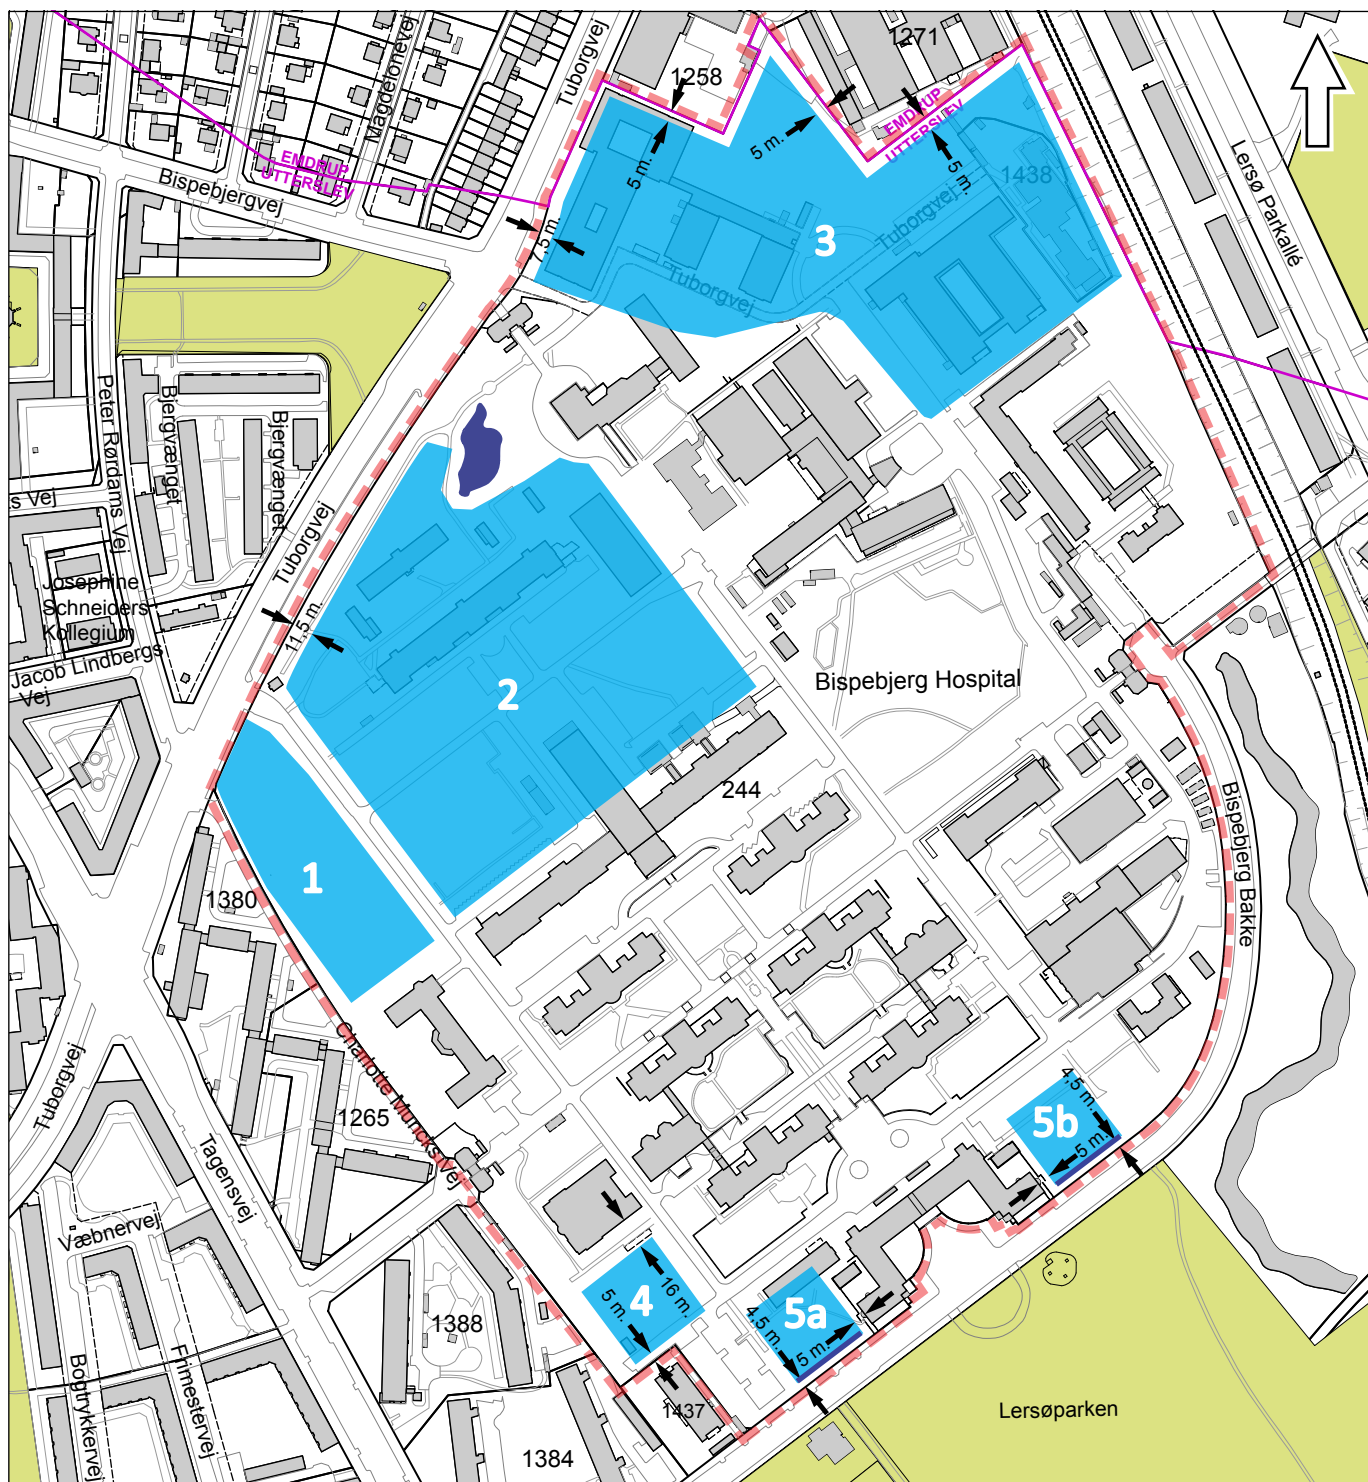 Magdelonevej
Tuborgvej
1258
1271
EMDRUP
UTTERSLEV
EMDRUP
UTTERSLEV
Bispebjergvej
5 m.
5 m.
5 m.
1438
Lersø Parkallé
7,5 m.
3
Tuborgvej
Tuborgvej
Peter Rørdams Vej
Bjergvænget
Bjergvænget
s Vej
Tuborgvej
Josephine
Schneiders
Kollegium
Jacob Lindbergs
Vej
11,5 m.
2
Bispebjerg Hospital
244
Bispebjerg Bakke
1
1380
Charlotte Muncks Vej
1265
Tuborgvej
Tagensvej
4,5 m.
5b
5 m.
Væbnervej
4
16 m.
5 m.
5a
4,5 m.
5 m.
1388
Bogtrykkervej
Frimestervej
1437
Lersøparken
1384